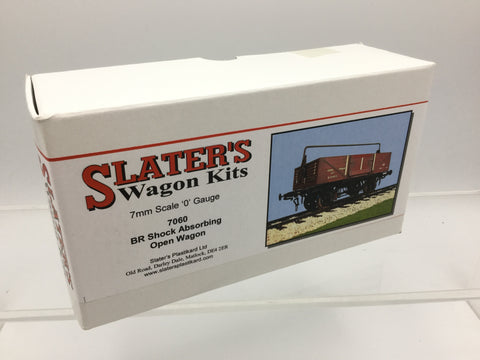 SLATER'S
Wagon Kits
7mm Scale '0' Gauge
7060
BR Shock Absorbing
Open Wagon
Slater's Plastikard Ltd
Old Road, Darley Dale, Matlock, DE4 2ER
www.slatersplastikard.com
SLATER'S